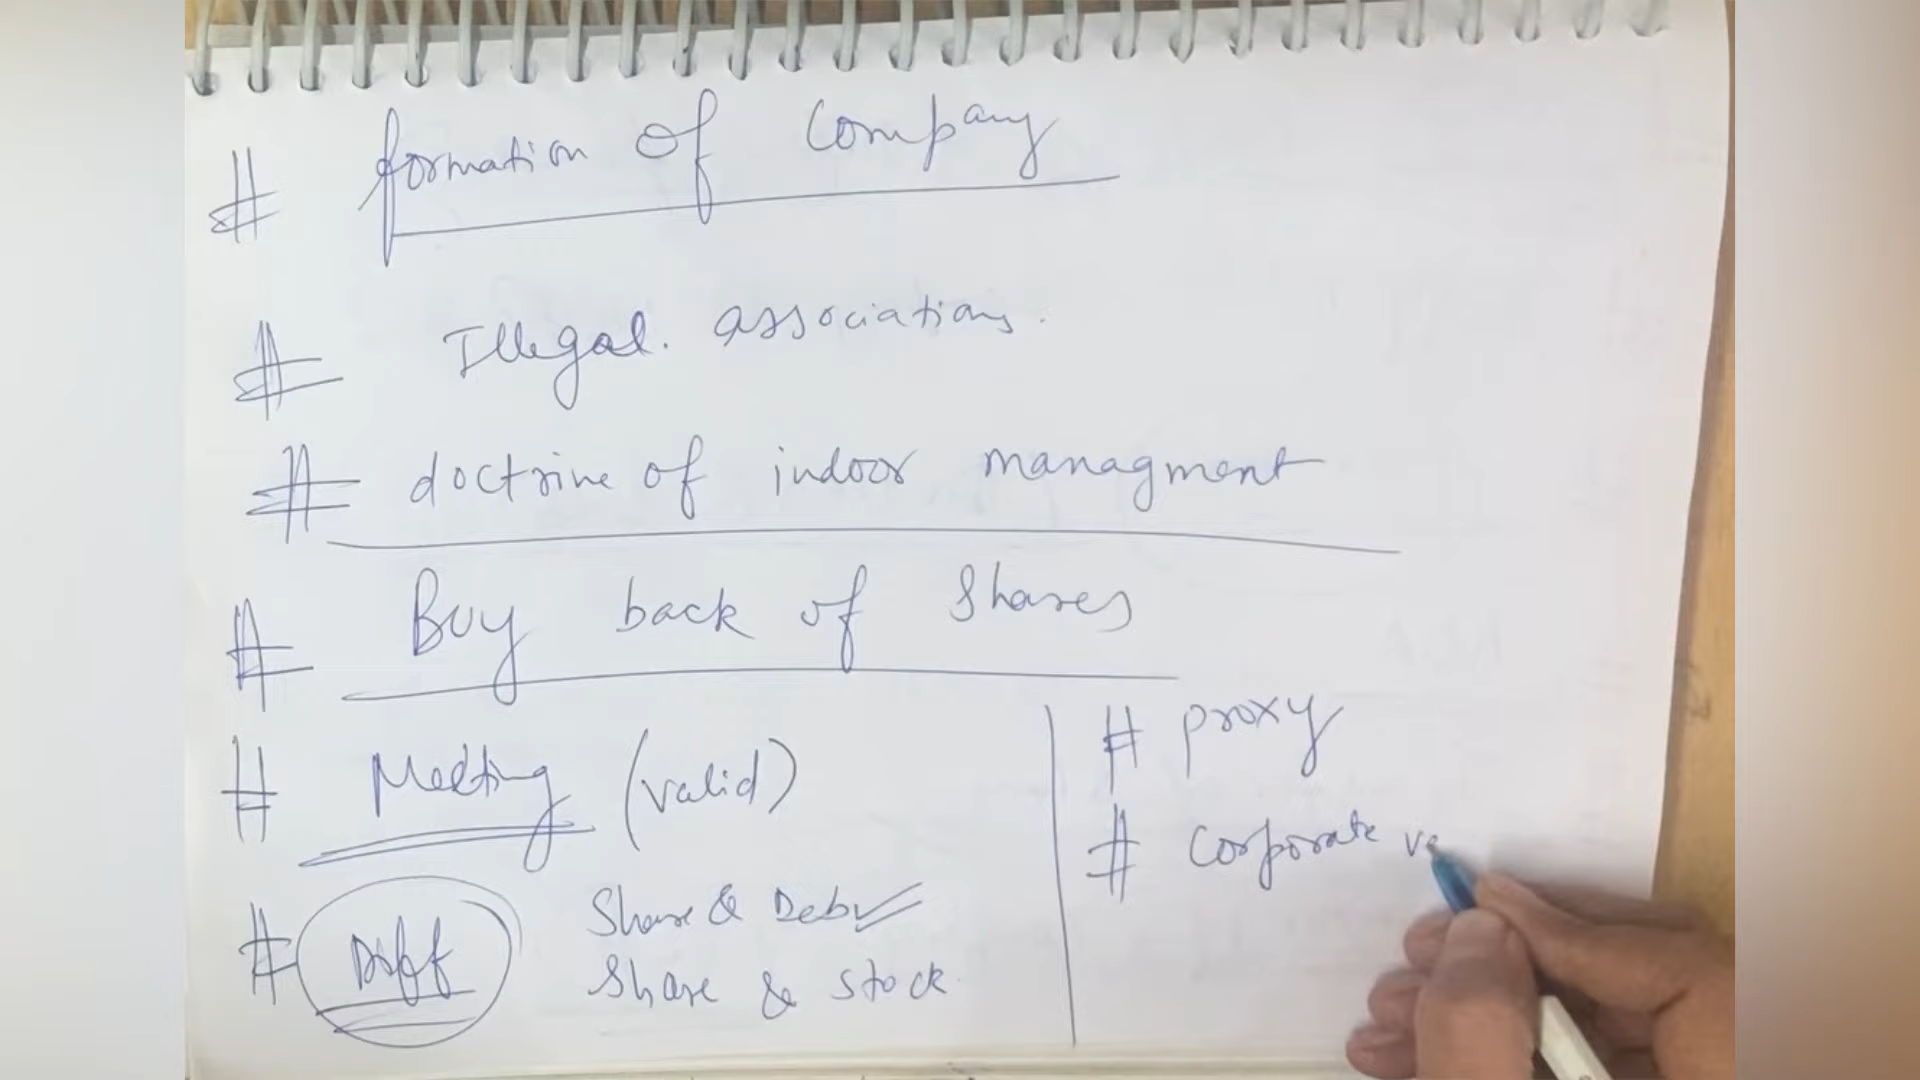 # formation of Company
# Illegal. associations.
# doctrine of indoor managment
# Buy back of Shares
# Meeting (valid)
# Diff Share & Deb
Share & stock
# proxy
# Corporate ve